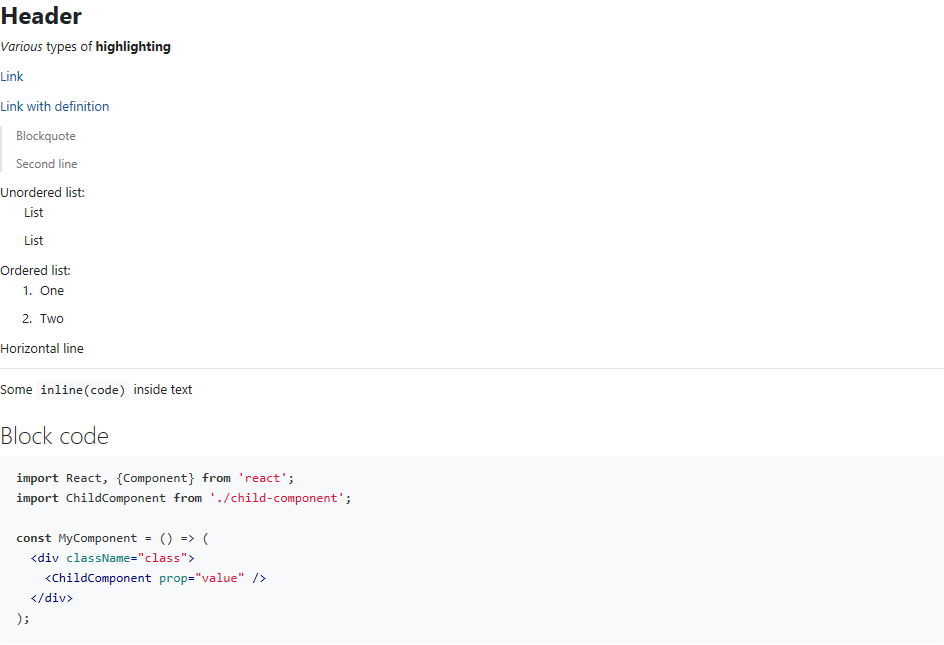 Header
Various types of highlighting
Link
Link with definition
Blockquote
Second line
Unordered list:
List
List
Ordered list:
1. One
2. Two
Horizontal line
Some inline(code) inside text
Block code
import React, {Component} from 'react';
import ChildComponent from './child-component';
const MyComponent = () => (
  <div className="class">
    <ChildComponent prop="value" />
  </div>
);